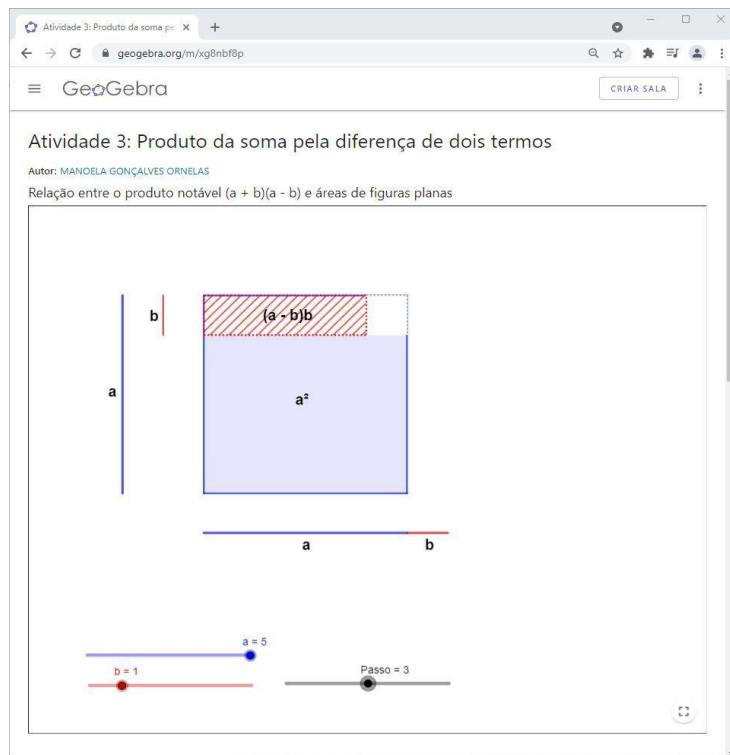 Atividade 3: Produto da soma pe
geogebra.org/m/xg8nbf8p
GeoGebra
CRIAR SALA
Atividade 3: Produto da soma pela diferença de dois termos
Autor: MANOELA GONÇALVES ORNELAS
Relação entre o produto notável (a + b)(a - b) e áreas de figuras planas
b
(a - b)b
a
a²
a
b
a = 5
b = 1
Passo = 3